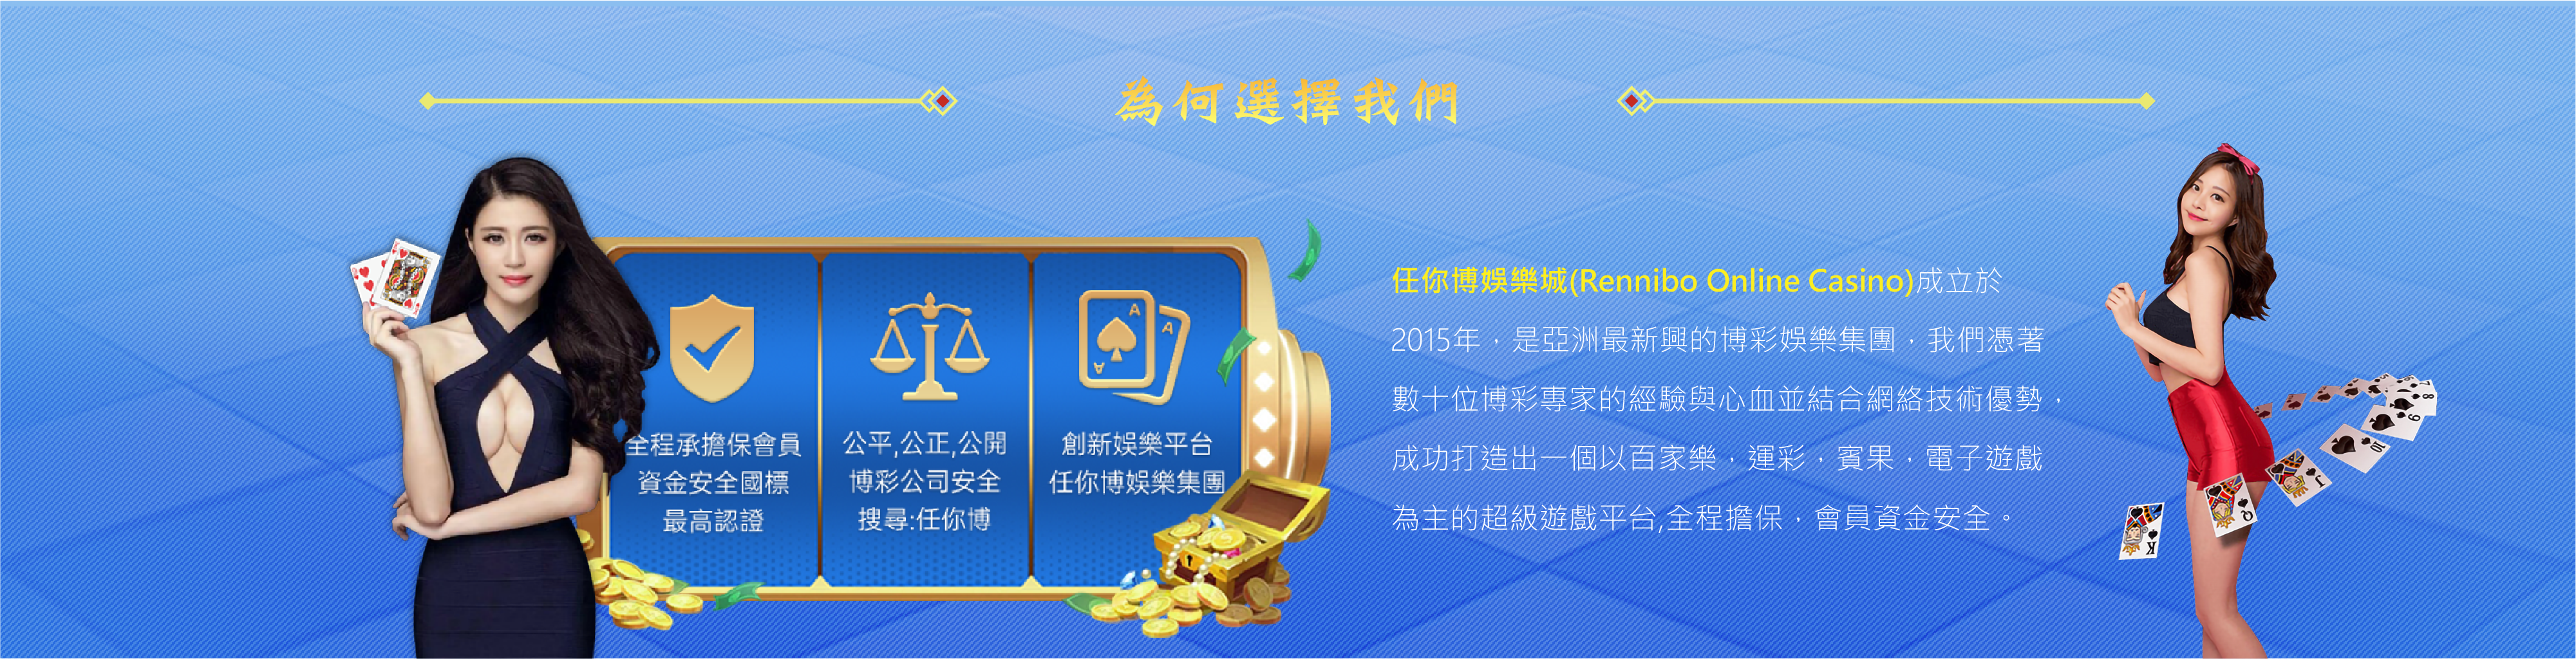 為何選擇我們
全程承擔保會員
資金安全國標
最高認證
公平,公正,公開
博彩公司安全
搜尋:任你博
A
A
A
創新娛樂平台
任你博娛樂集團
任你博娛樂城(Rennibo Online Casino)成立於
2015年，是亞洲最新興的博彩娛樂集團，我們憑著
數十位博彩專家的經驗與心血並結合網絡技術優勢，
成功打造出一個以百家樂，運彩，賓果，電子遊戲
為主的超級遊戲平台,全程擔保，會員資金安全。
7
8
9
10
J
Q
K